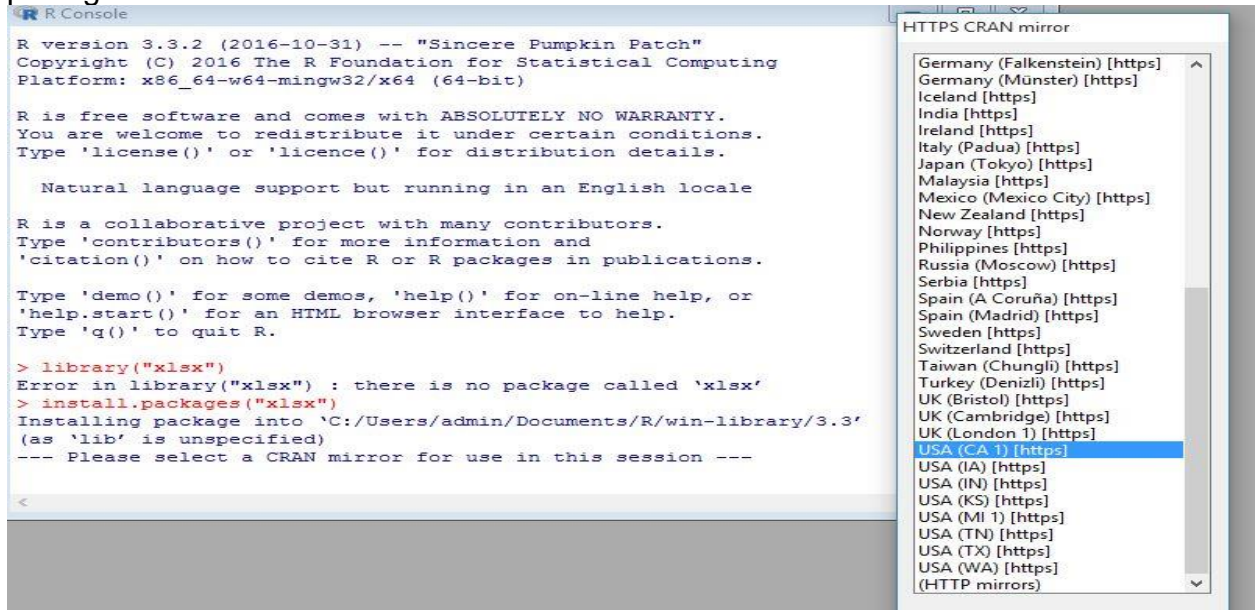 R Console
R version 3.3.2 (2016-10-31) -- "Sincere Pumpkin Patch"
Copyright (C) 2016 The R Foundation for Statistical Computing
Platform: x86_64-w64-mingw32/x64 (64-bit)
R is free software and comes with ABSOLUTELY NO WARRANTY.
You are welcome to redistribute it under certain conditions.
Type 'license()' or 'licence()' for distribution details.
Natural language support but running in an English locale
R is a collaborative project with many contributors.
Type 'contributors()' for more information and
'citation()' on how to cite R or R packages in publications.
Type 'demo()' for some demos, 'help()' for on-line help, or
'help.start()' for an HTML browser interface to help.
Type 'q()' to quit R.
> library("xlsx")
Error in library("xlsx") : there is no package called ‘xlsx’
> install.packages("xlsx")
Installing package into ‘C:/Users/admin/Documents/R/win-library/3.3’
(as ‘lib’ is unspecified)
--- Please select a CRAN mirror for use in this session ---
HTTPS CRAN mirror
Germany (Falkenstein) [https]
Germany (Münster) [https]
Iceland [https]
India [https]
Ireland [https]
Italy (Padua) [https]
Japan (Tokyo) [https]
Malaysia [https]
Mexico (Mexico City) [https]
New Zealand [https]
Norway [https]
Philippines [https]
Russia (Moscow) [https]
Serbia [https]
Spain (A Coruña) [https]
Spain (Madrid) [https]
Sweden [https]
Switzerland [https]
Taiwan (Chungli) [https]
Turkey (Denizli) [https]
UK (Bristol) [https]
UK (Cambridge) [https]
UK (London 1) [https]
USA (CA 1) [https]
USA (IA) [https]
USA (IN) [https]
USA (KS) [https]
USA (MI 1) [https]
USA (TN) [https]
USA (TX) [https]
USA (WA) [https]
(HTTP mirrors)